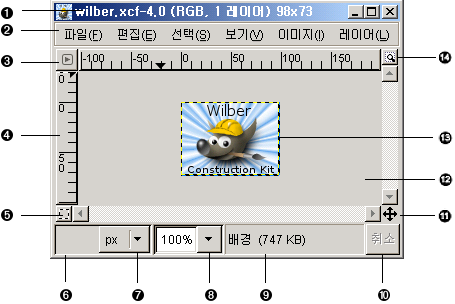 ❶ wilber.xcf-4.0 (RGB, 1 레이어) 98x73
❷ 파일(F) 편집(E) 선택(S) 보기(V) 이미지(I) 레이어(L)
❸ -100 -50 0 50 100 150 ⓮
0
Wilber
❹ ⓭
50
Construction Kit
⓬
❺ ⓫
px 100% 배경 (747 KB) 취소
❻ ❼ ❽ ❾ ❿